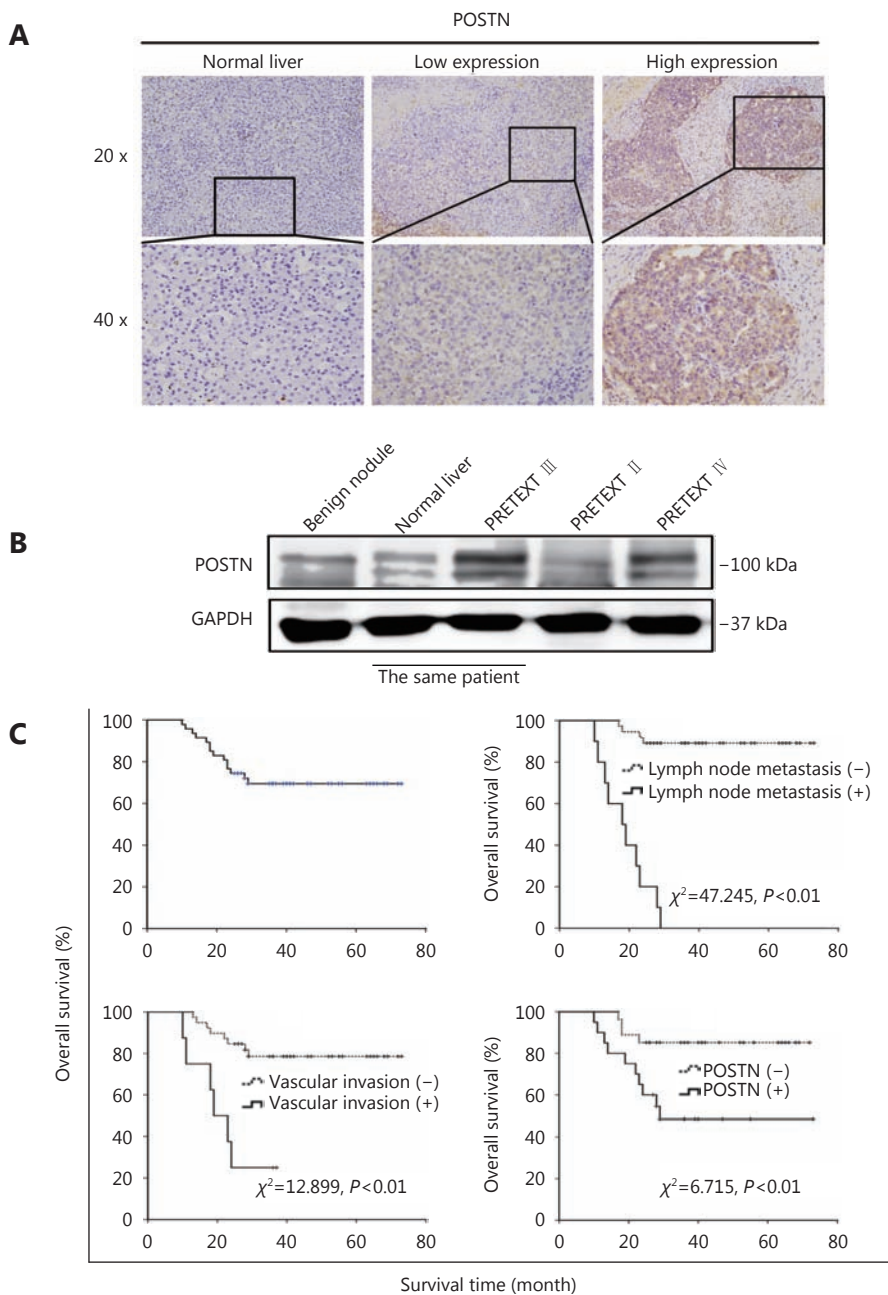 A
POSTN
Normal liver
Low expression
High expression
20 x
40 x
B
Benign nodule
Normal liver
PRETEXT Ⅲ
PRETEXT Ⅱ
PRETEXT Ⅳ
POSTN
–100 kDa
GAPDH
–37 kDa
The same patient
C
Overall survival (%)
100
80
60
40
20
0
0 20 40 60 80
Overall survival (%)
100
80
60
40
20
0
Lymph node metastasis (−)
Lymph node metastasis (+)
χ²=47.245, P<0.01
0 20 40 60 80
100
80
60
40
20
0
Vascular invasion (−)
Vascular invasion (+)
χ²=12.899, P<0.01
0 20 40 60 80
Overall survival (%)
100
80
60
40
20
0
POSTN (−)
POSTN (+)
χ²=6.715, P<0.01
0 20 40 60 80
Survival time (month)